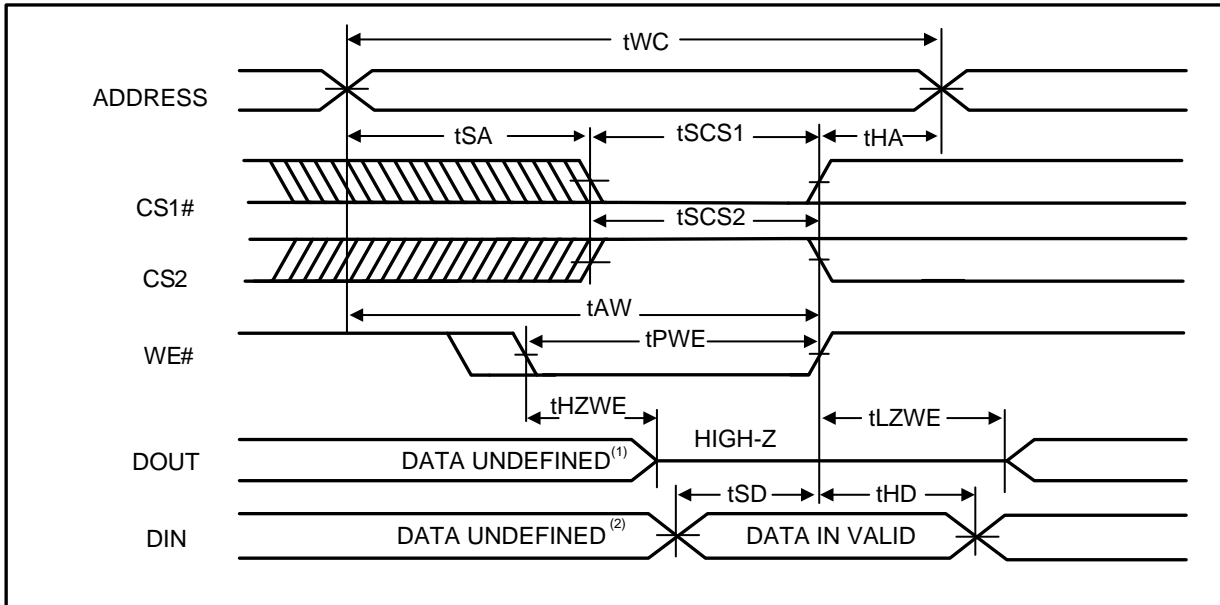 tWC
ADDRESS
tSA
tSCS1
tHA
CS1#
tSCS2
CS2
tAW
WE#
tPWE
tHZWE
tLZWE
HIGH-Z
DOUT
DATA UNDEFINED(1)
tSD
tHD
DIN
DATA UNDEFINED(2)
DATA IN VALID